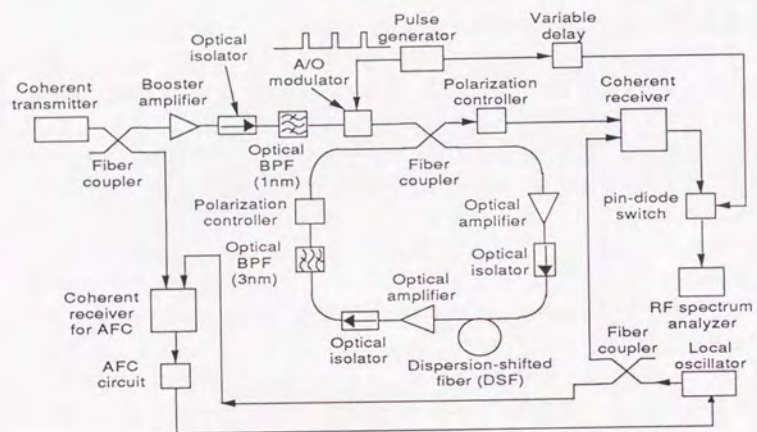 Pulse
generator
Variable
delay
Optical
isolator
A/O
modulator
Coherent
transmitter
Booster
amplifier
Polarization
controller
Coherent
receiver
Fiber
coupler
Optical
BPF
(1nm)
Fiber
coupler
Polarization
controller
Optical
amplifier
pin-diode
switch
Optical
BPF
(3nm)
Optical
isolator
Coherent
receiver
for AFC
Optical
amplifier
RF spectrum
analyzer
Optical
isolator
Dispersion-shifted
fiber (DSF)
Fiber
coupler
Local
oscillator
AFC
circuit